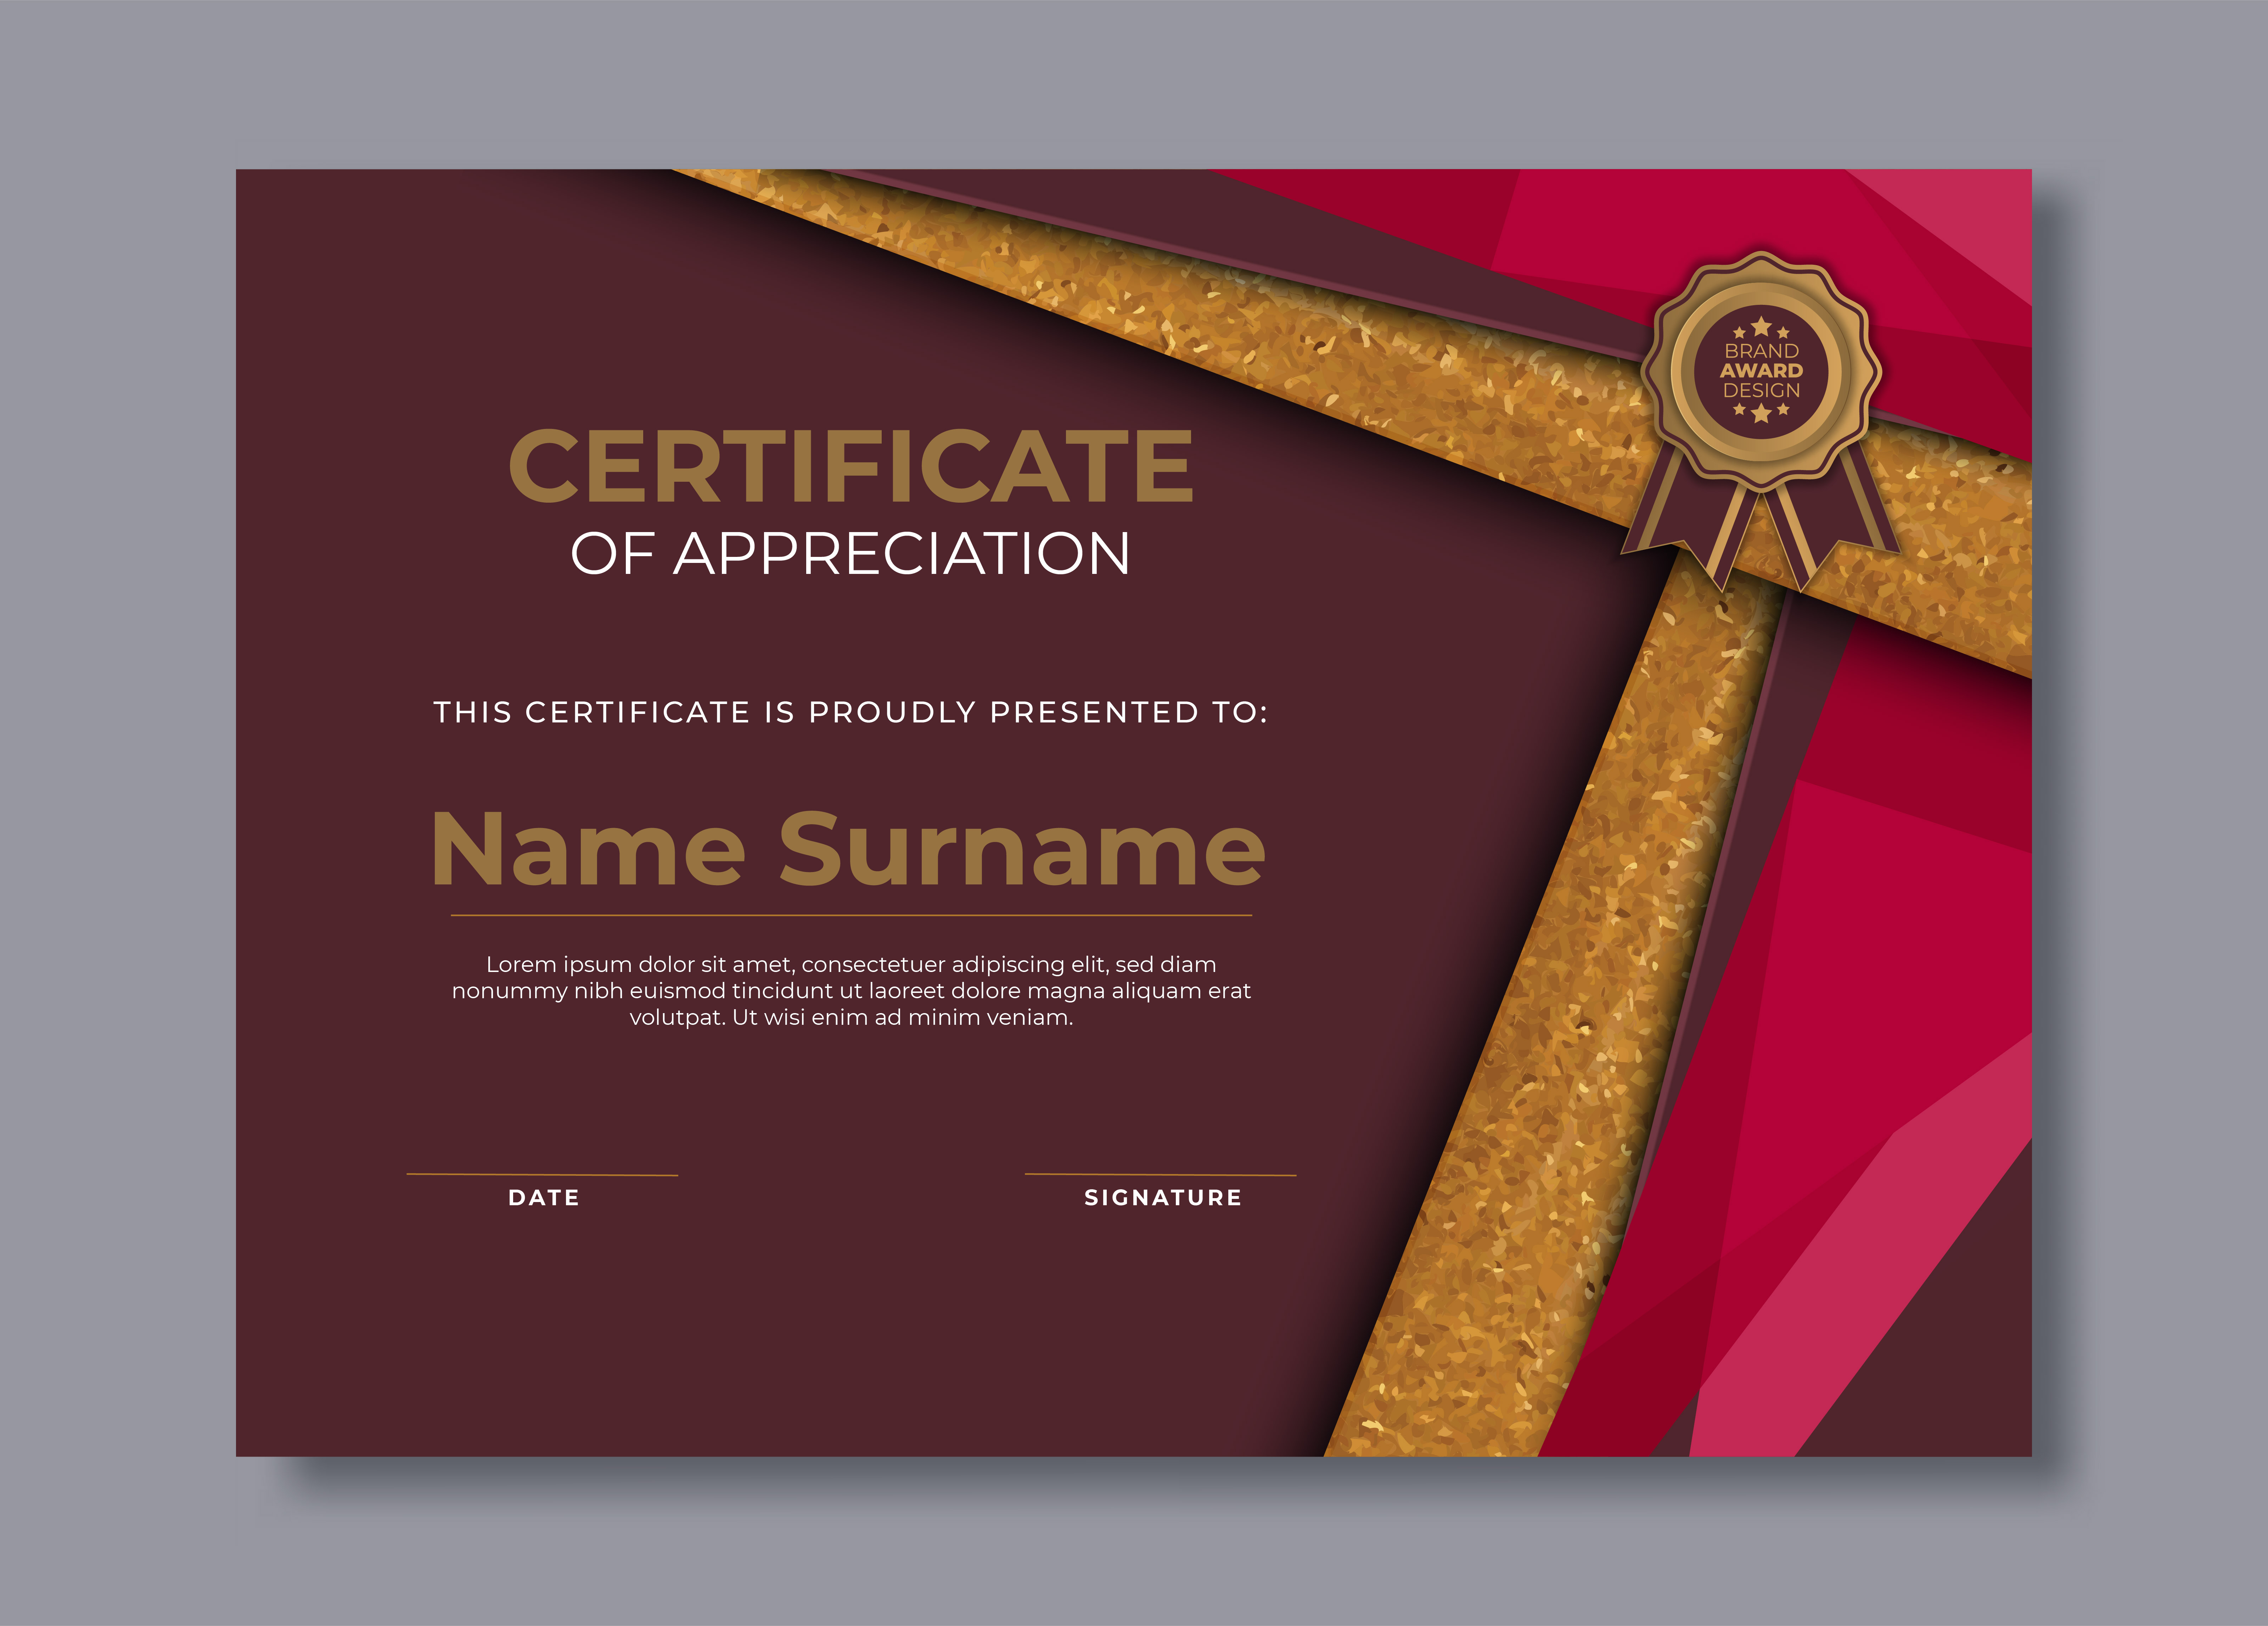 BRAND
AWARD
DESIGN
CERTIFICATE
OF APPRECIATION
THIS CERTIFICATE IS PROUDLY PRESENTED TO:
Name Surname
Lorem ipsum dolor sit amet, consectetuer adipiscing elit, sed diam
nonummy nibh euismod tincidunt ut laoreet dolore magna aliquam erat
volutpat. Ut wisi enim ad minim veniam.
DATE
SIGNATURE